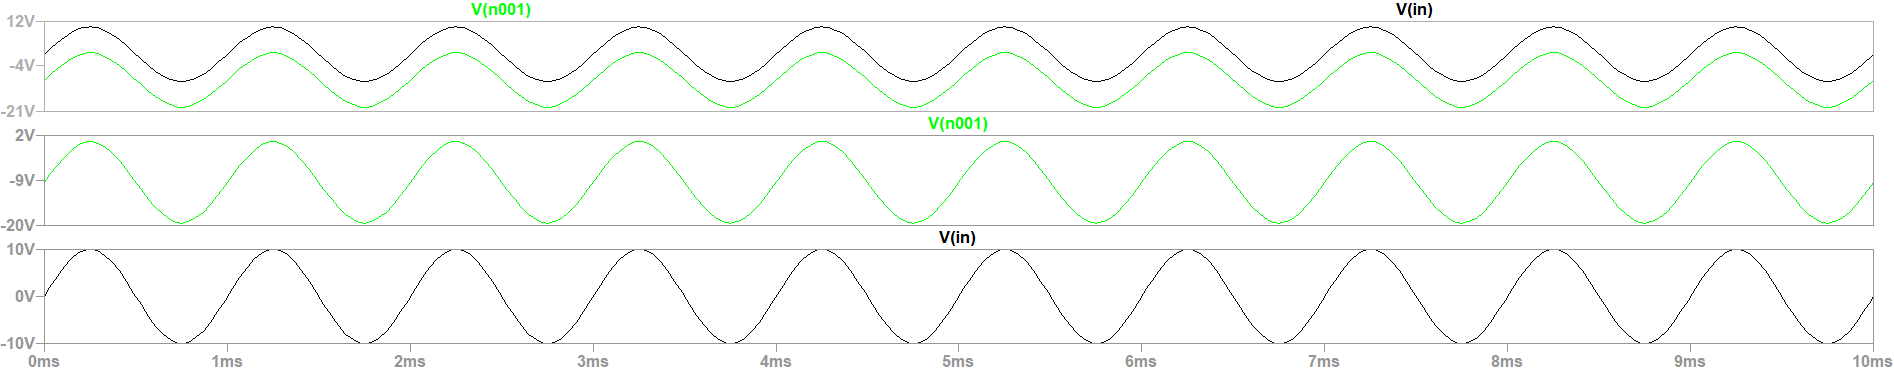 V(n001) V(in)
12V
-4V
-21V
V(n001)
2V
-9V
-20V
V(in)
10V
0V
-10V
0ms 1ms 2ms 3ms 4ms 5ms 6ms 7ms 8ms 9ms 10ms